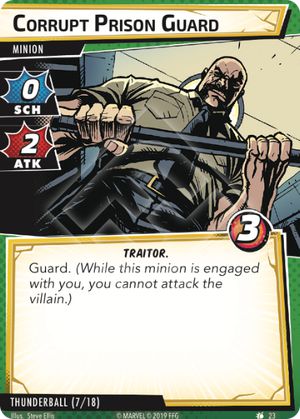 Corrupt Prison Guard
MINION
0
SCH
2
ATK
3
TRAITOR.
Guard. (While this minion is engaged
with you, you cannot attack the
villain.)
THUNDERBALL (7/18)
Illus. Steve Ellis
© MARVEL © 2019 FFG
23